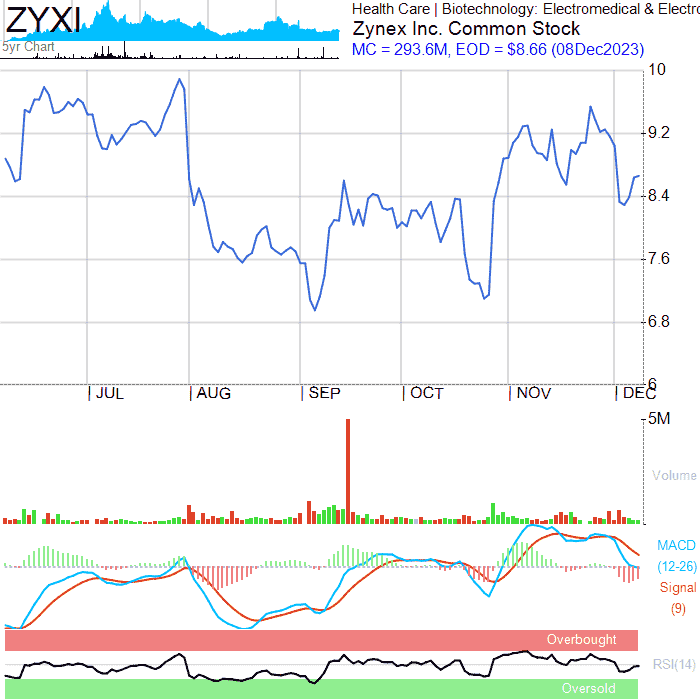 ZYXI
5yr Chart
Health Care | Biotechnology: Electromedical & Electro
Zynex Inc. Common Stock
MC = 293.6M, EOD = $8.66 (08Dec2023)
10
9.2
8.4
7.6
6.8
6
JUL AUG SEP OCT NOV DEC
5M
Volume
MACD
(12-26)
Signal
(9)
Overbought
RSI(14)
Oversold